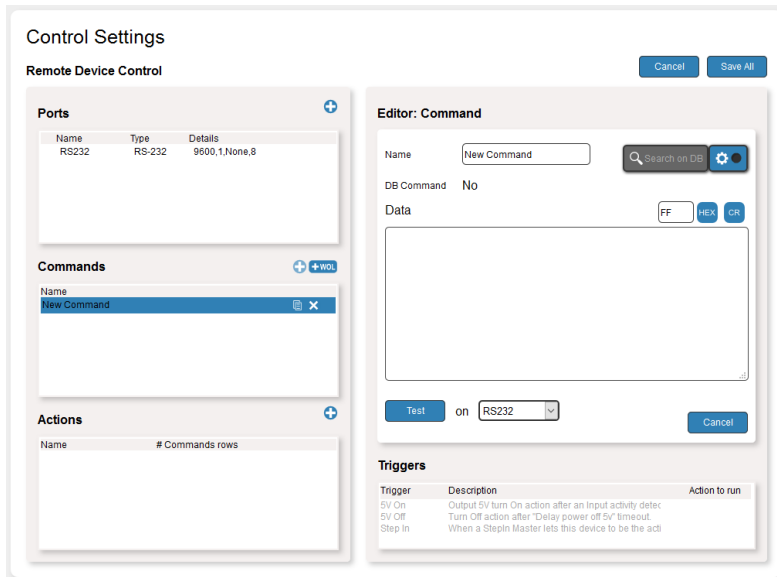 Control Settings
Remote Device Control
Cancel
Save All
Ports
Name Type Details
RS232 RS-232 9600,1,None,8
Commands
+WOL
Name
New Command
Actions
Name # Commands rows
Editor: Command
Name New Command Search on DB
DB Command No
Data FF HEX CR
Test on RS232
Cancel
Triggers
Trigger Description Action to run
5V On Output 5V turn On action after an Input activity detec
5V Off Turn Off action after "Delay power off 5v" timeout.
Step In When a StepIn Master lets this device to be the acti